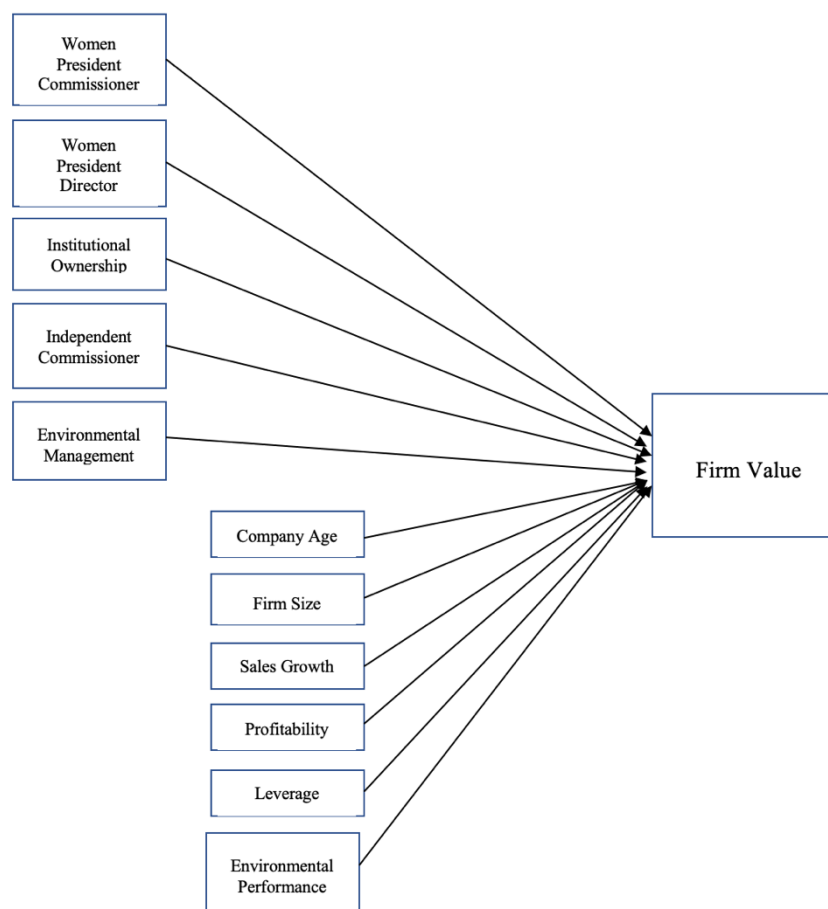 Women
President
Commissioner
Women
President
Director
Institutional
Ownership
Independent
Commissioner
Environmental
Management
Firm Value
Company Age
Firm Size
Sales Growth
Profitability
Leverage
Environmental
Performance